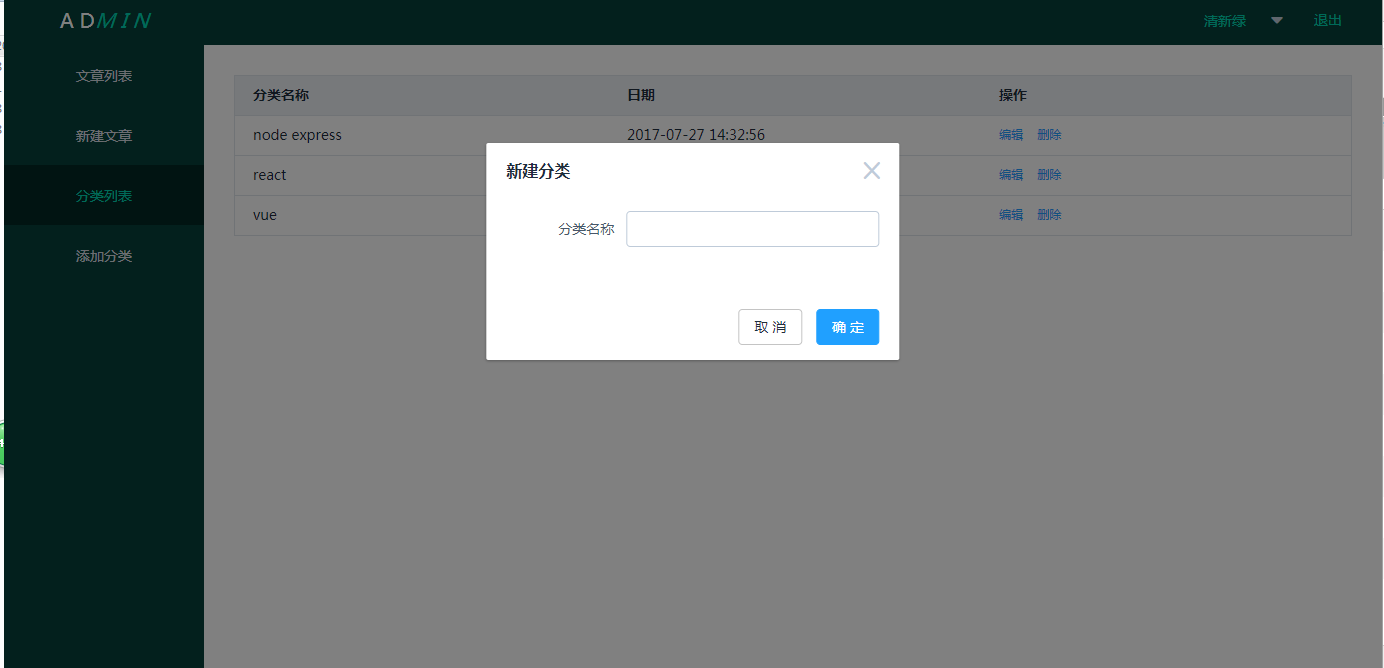 ADMIN
清新绿 退出
文章列表
新建文章
分类列表
添加分类
分类名称 日期 操作
node express 2017-07-27 14:32:56 编辑 删除
react 编辑 删除
vue 编辑 删除
新建分类
分类名称
取 消 确 定